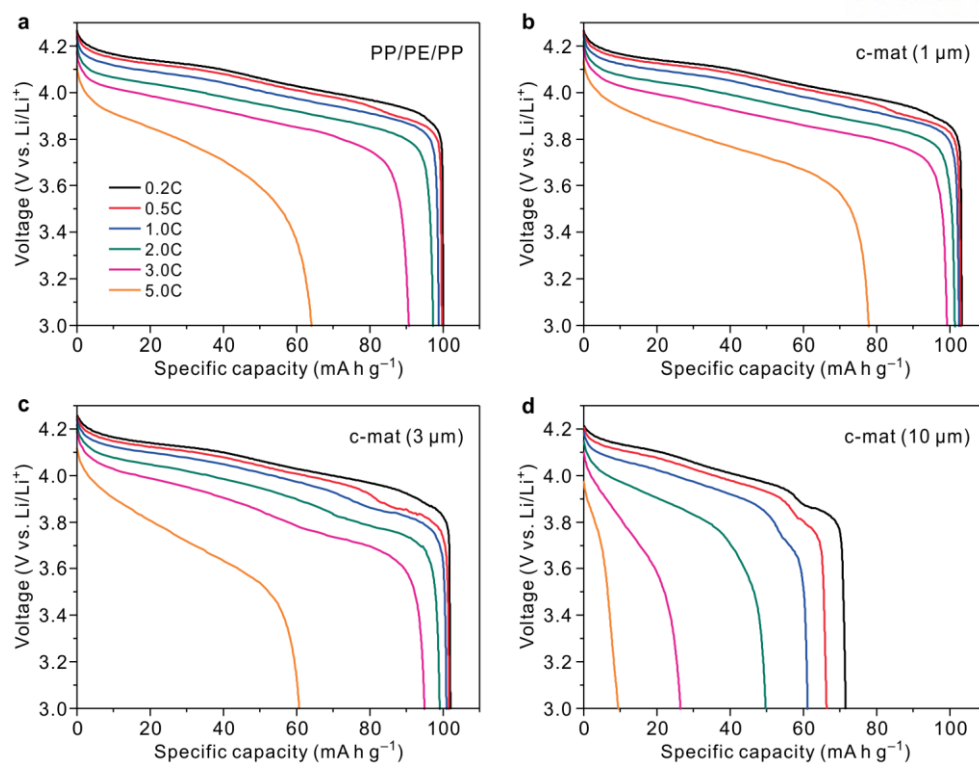 a
PP/PE/PP
Voltage (V vs. Li/Li⁺)
4.2
4.0
3.8
3.6
3.4
3.2
3.0
0.2C
0.5C
1.0C
2.0C
3.0C
5.0C
0 20 40 60 80 100
Specific capacity (mA h g⁻¹)
b
c-mat (1 μm)
Voltage (V vs. Li/Li⁺)
4.2
4.0
3.8
3.6
3.4
3.2
3.0
0 20 40 60 80 100
Specific capacity (mA h g⁻¹)
c
c-mat (3 μm)
Voltage (V vs. Li/Li⁺)
4.2
4.0
3.8
3.6
3.4
3.2
3.0
0 20 40 60 80 100
Specific capacity (mA h g⁻¹)
d
c-mat (10 μm)
Voltage (V vs. Li/Li⁺)
4.2
4.0
3.8
3.6
3.4
3.2
3.0
0 20 40 60 80 100
Specific capacity (mA h g⁻¹)